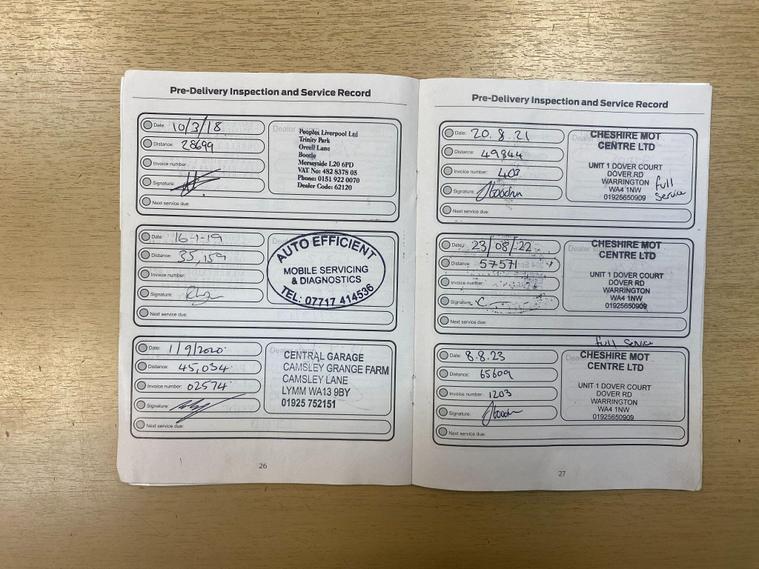 Pre-Delivery Inspection and Service Record
Date: 10/3/18
Distance: 28699
Invoice number:
Signature:
Next service due:
Peoples Liverpool Ltd
Trinity Park
Orrell Lane
Bootle
Merseyside L20 6PD
VAT No: 482 8378 05
Phone: 0151 922 0070
Dealer Code: 62120
Date: 16-7-19
Distance: 35,159
Invoice number:
Signature:
Next service due:
AUTO EFFICIENT
MOBILE SERVICING
& DIAGNOSTICS
TEL: 07717 414536
Date: 1/9/2020
Distance: 45,034
Invoice number: 02574
Signature:
Next service due:
CENTRAL GARAGE
CAMSLEY GRANGE FARM
CAMSLEY LANE
LYMM WA13 9BY
01925 752151
26
Pre-Delivery Inspection and Service Record
Date: 20.8.21
Distance: 49844
Invoice number: 403
Signature:
Next service due:
CHESHIRE MOT
CENTRE LTD
UNIT 1 DOVER COURT
DOVER RD
WARRINGTON
WA4 1NW
01925650909
full
service
Date: 23/08/22
Distance: 57571
Invoice number:
Signature:
Next service due:
CHESHIRE MOT
CENTRE LTD
UNIT 1 DOVER COURT
DOVER RD
WARRINGTON
WA4 1NW
01925650909
full service
Date: 8.8.23
Distance: 65609
Invoice number: 1203
Signature:
Next service due:
CHESHIRE MOT
CENTRE LTD
UNIT 1 DOVER COURT
DOVER RD
WARRINGTON
WA4 1NW
01925650909
27